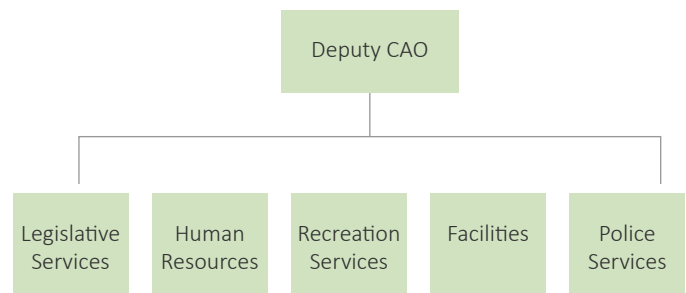 Deputy CAO
Legislative
Services
Human
Resources
Recreation
Services
Facilities
Police
Services